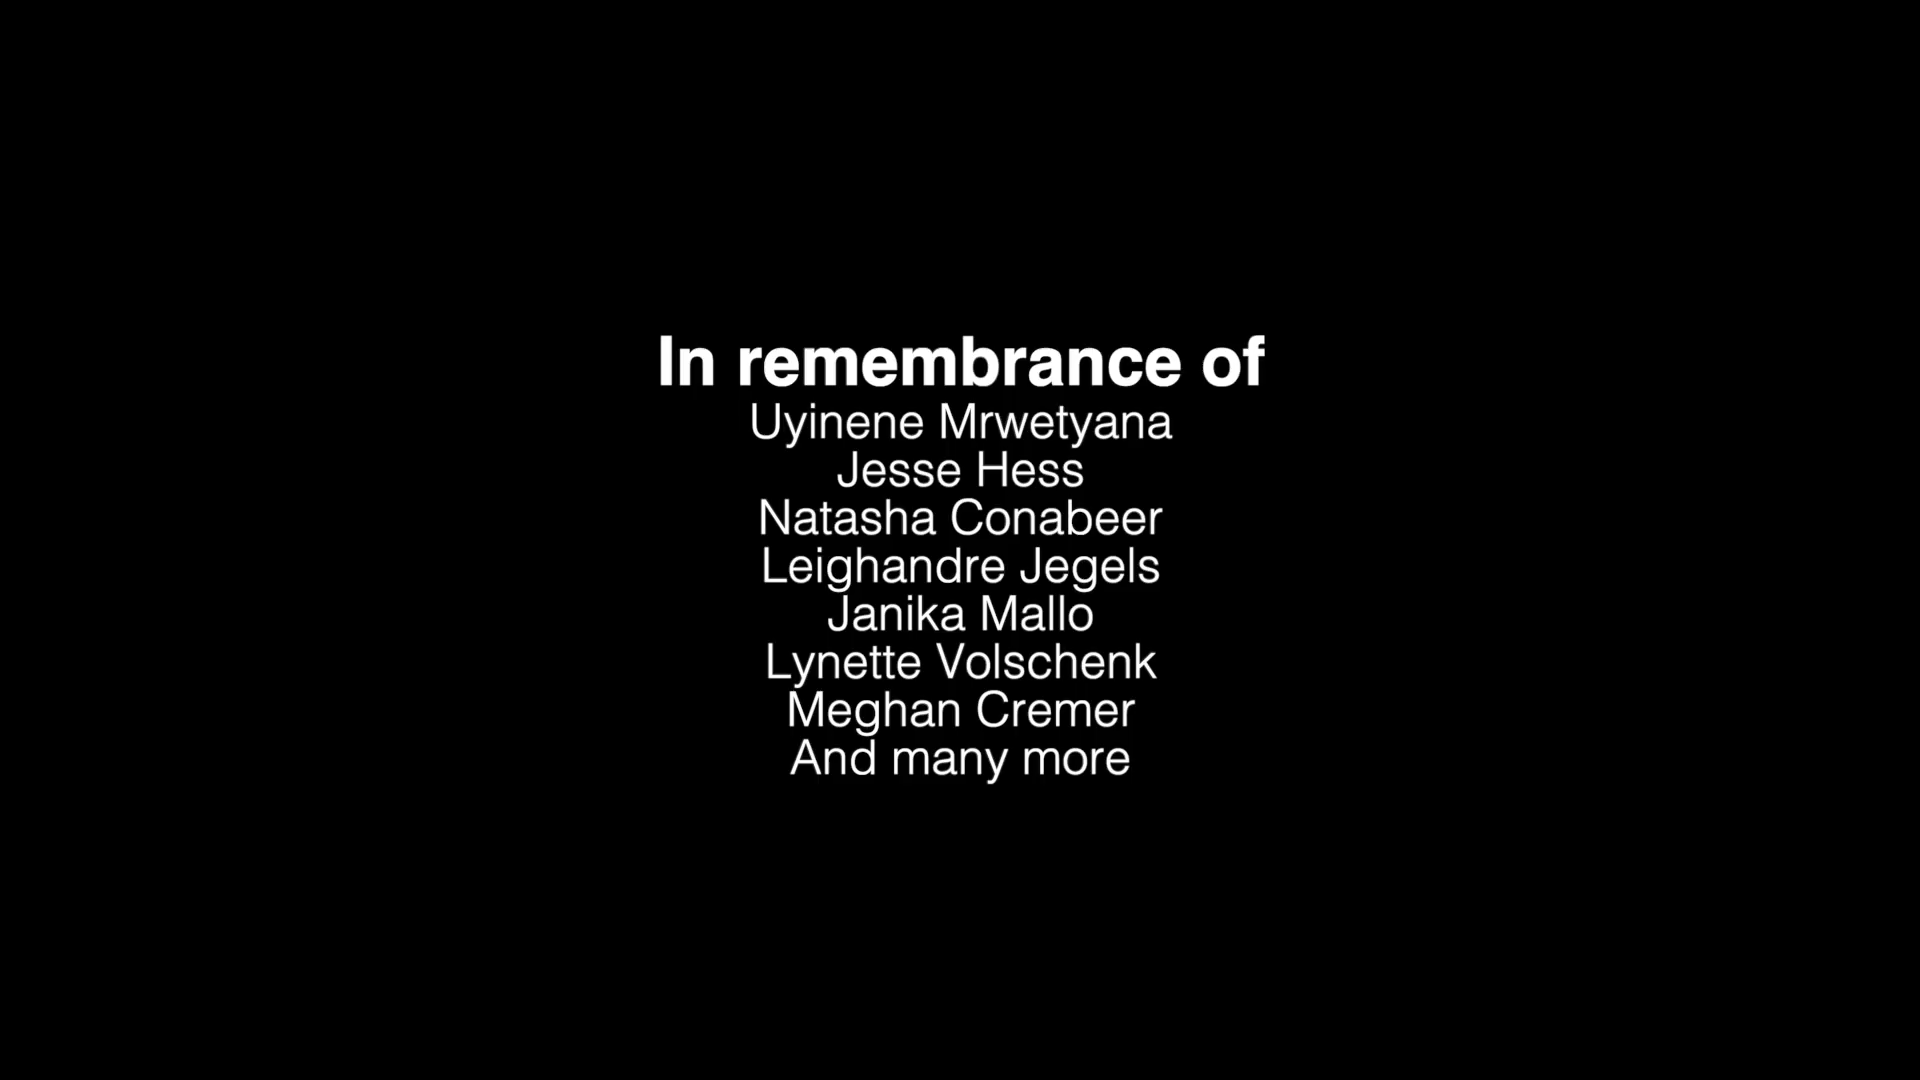 In remembrance of
Uyinene Mrwetyana
Jesse Hess
Natasha Conabeer
Leighandre Jegels
Janika Mallo
Lynette Volschenk
Meghan Cremer
And many more